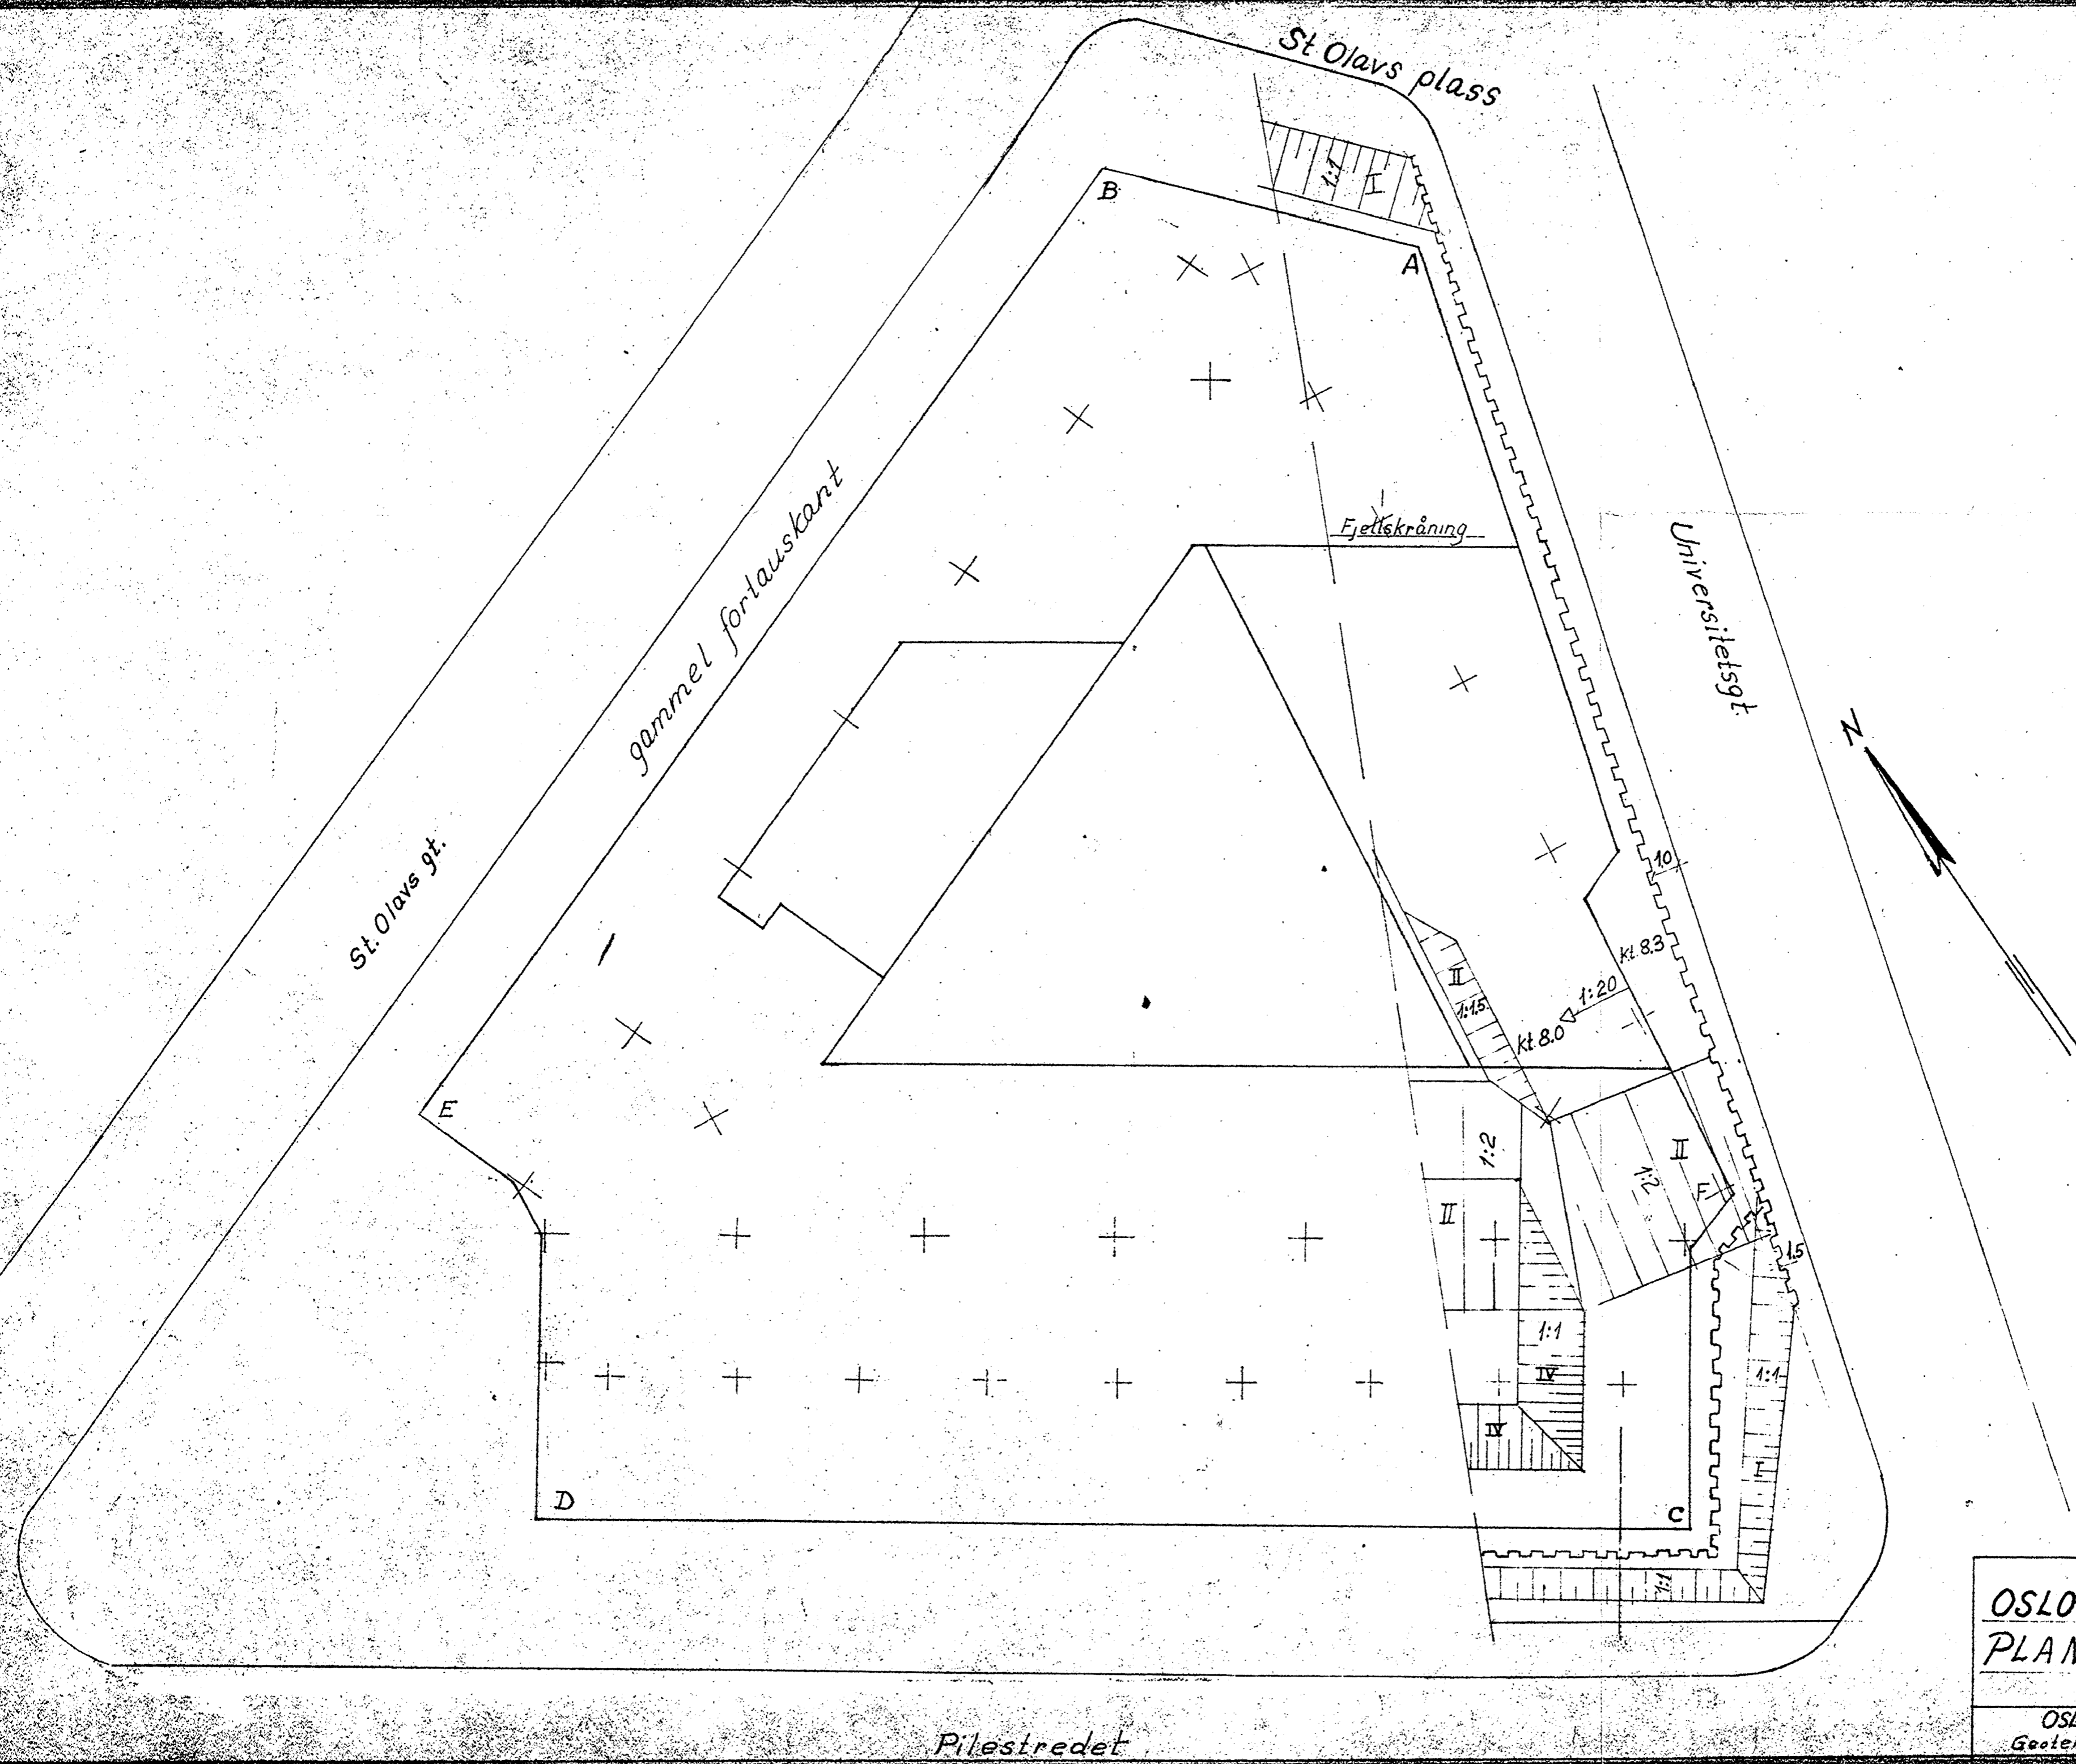 St Olavs plass
1:1
I
B
A
gammel fortauskant
Fjellskråning
Universitetsgt.
N
St. Olavs gt.
10
kt. 8.3
II
1:1.5
1:20
kt. 8.0
E
1:2
II
1:2
F
II
1.5
1:1
IV
1:1
IV
I
D
C
1:1
OSLO
PLAN
OSL
Geote
Pilestredet